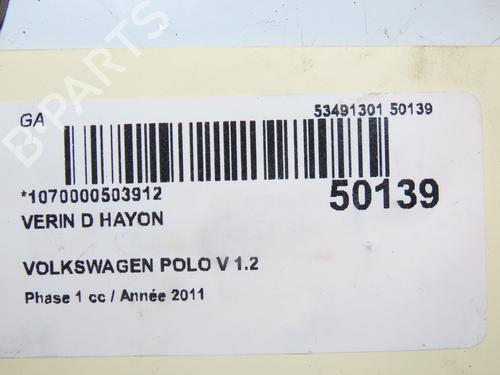 GA
53491301 50139
*1070000503912
50139
VERIN D HAYON
VOLKSWAGEN POLO V 1.2
Phase 1 cc / Année 2011
B-PARTS